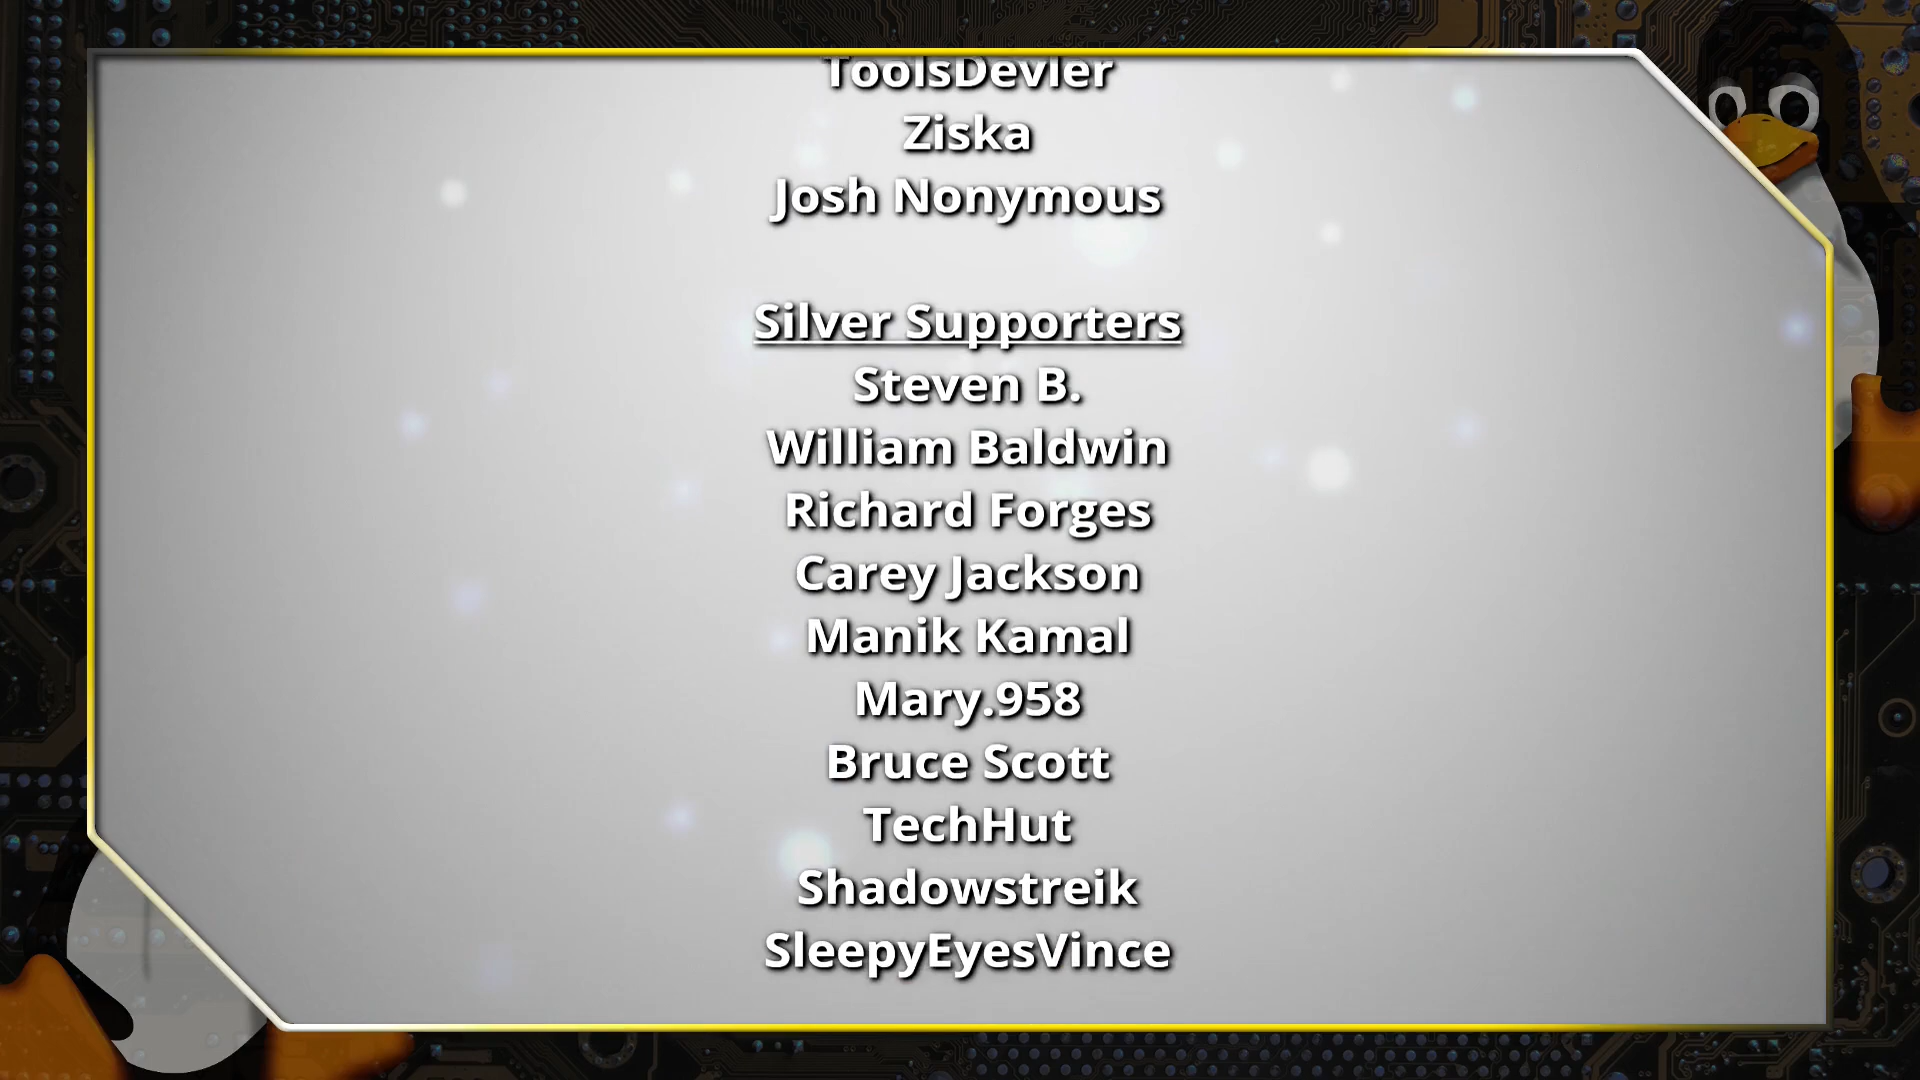 ToolsDevler
Ziska
Josh Nonymous
Silver Supporters
Steven B.
William Baldwin
Richard Forges
Carey Jackson
Manik Kamal
Mary.958
Bruce Scott
TechHut
Shadowstreik
SleepyEyesVince